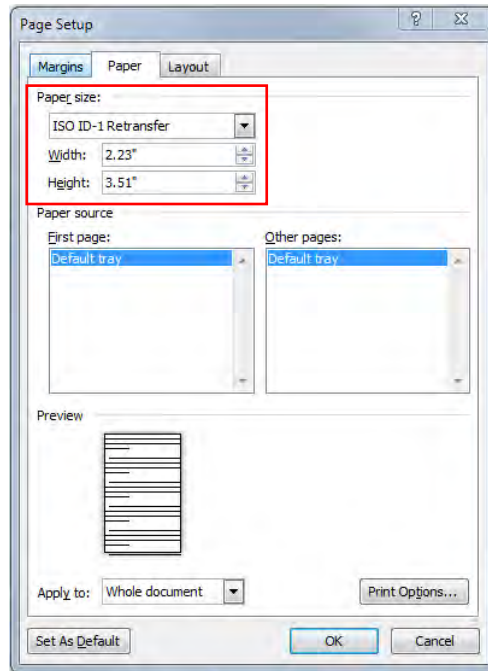 Page Setup
Margins Paper Layout
Paper size:
ISO ID-1 Retransfer
Width: 2.23"
Height: 3.51"
Paper source
First page: Other pages:
Default tray Default tray
Preview
Apply to: Whole document Print Options...
Set As Default OK Cancel